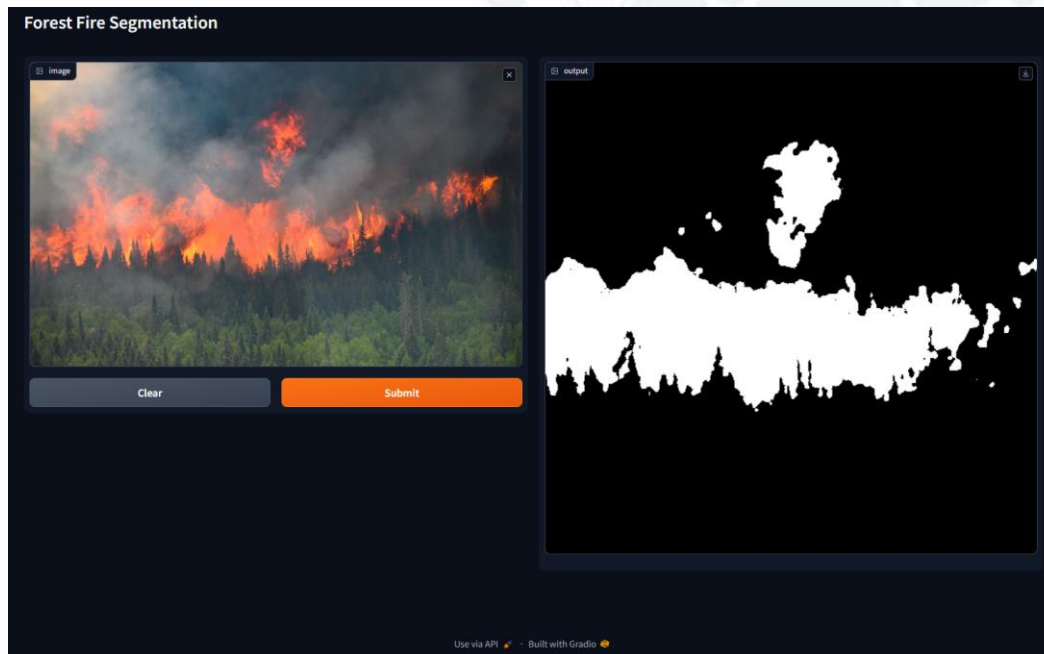 Forest Fire Segmentation
image
output
Clear
Submit
Use via API 🚀 · Built with Gradio